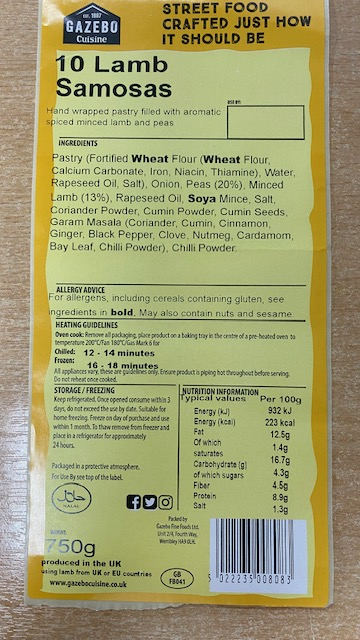 est. 1987
GAZEBO
Cuisine
STREET FOOD
CRAFTED JUST HOW
IT SHOULD BE
10 Lamb
Samosas
Hand wrapped pastry filled with aromatic
spiced minced lamb and peas
USE BY:
INGREDIENTS
Pastry (Fortified Wheat Flour (Wheat Flour,
Calcium Carbonate, Iron, Niacin, Thiamine), Water,
Rapeseed Oil, Salt), Onion, Peas (20%), Minced
Lamb (13%), Rapeseed Oil, Soya Mince, Salt,
Coriander Powder, Cumin Powder, Cumin Seeds,
Garam Masala (Coriander, Cumin, Cinnamon,
Ginger, Black Pepper, Clove, Nutmeg, Cardamom,
Bay Leaf, Chilli Powder), Chilli Powder.
ALLERGY ADVICE
For allergens, including cereals containing gluten, see
ingredients in bold. May also contain nuts and sesame.
HEATING GUIDELINES
Oven cook: Remove all packaging, place product on a baking tray in the centre of a pre-heated oven to
temperature 200°C/Fan 180°C/Gas Mark 6 for
Chilled: 12 - 14 minutes
Frozen:
16 - 18 minutes
All appliances vary, these are guidelines only. Ensure product is piping hot throughout before serving.
Do not reheat once cooked.
STORAGE / FREEZING
Keep refrigerated. Once opened consume within 3
days, do not exceed the use by date. Suitable for
home freezing. Freeze on day of purchase and use
within 1 month. To thaw remove from freezer and
place in a refrigerator for approximately
24 hours.
Packaged in a protective atmosphere.
For Use By see top of the label.
NUTRITION INFORMATION
Typical values Per 100g
Energy (kJ) 932 kJ
Energy (kcal) 223 kcal
Fat 12.5g
Of which
saturates 1.4g
Carbohydrate (g) 16.7g
of which sugars 4.3g
Fiber 4.5g
Protein 8.9g
Salt 1.3g
حلال
HALAL
Packed by
Gazebo Fine Foods Ltd.
Unit 2/4, Fourth Way,
Wembley HA9 0LH.
750g
produced in the UK
using lamb from UK or EU countries
www.gazebocuisine.co.uk
GB
FB041
5 022235 008083